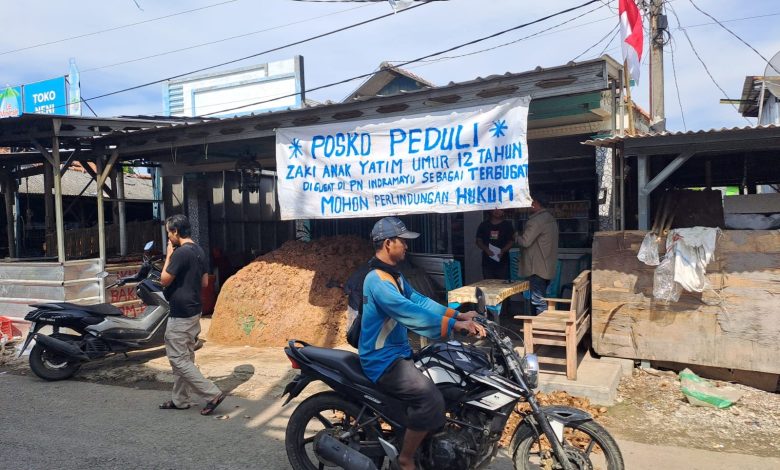 TOKO
NENI
* POSKO PEDULI *
ZAKI ANAK YATIM UMUR 12 TAHUN
DIGUGAT DI PN INDRAMAYU SEBAGAI TERGUGAT
MOHON PERLINDUNGAN HUKUM